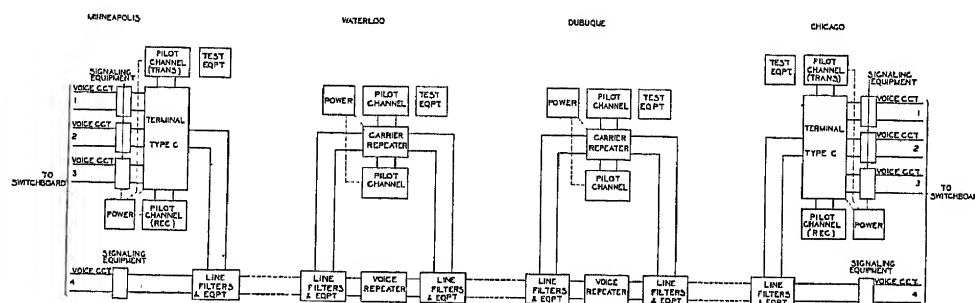 MINNEAPOLIS
WATERLOO
DUBUQUE
CHICAGO
SIGNALING
EQUIPMENT
PILOT
CHANNEL
(TRANS)
TEST
EQPT
VOICE CCT
1
VOICE CCT
2
VOICE CCT
3
TERMINAL
TYPE C
TO
SWITCHBOARD
POWER
PILOT
CHANNEL
(REC)
SIGNALING
EQUIPMENT
VOICE CCT
4
LINE
FILTERS
& EQPT
POWER
PILOT
CHANNEL
TEST
EQPT
CARRIER
REPEATER
PILOT
CHANNEL
LINE
FILTERS
& EQPT
VOICE
REPEATER
LINE
FILTERS
& EQPT
POWER
PILOT
CHANNEL
TEST
EQPT
CARRIER
REPEATER
PILOT
CHANNEL
LINE
FILTERS
& EQPT
VOICE
REPEATER
LINE
FILTERS
& EQPT
TEST
EQPT
PILOT
CHANNEL
(TRANS)
SIGNALING
EQUIPMENT
TERMINAL
TYPE C
VOICE CCT
1
VOICE CCT
2
VOICE CCT
3
TO
SWITCHBOARD
PILOT
CHANNEL
(REC)
POWER
LINE
FILTERS
& EQPT
SIGNALING
EQUIPMENT
VOICE CCT
4